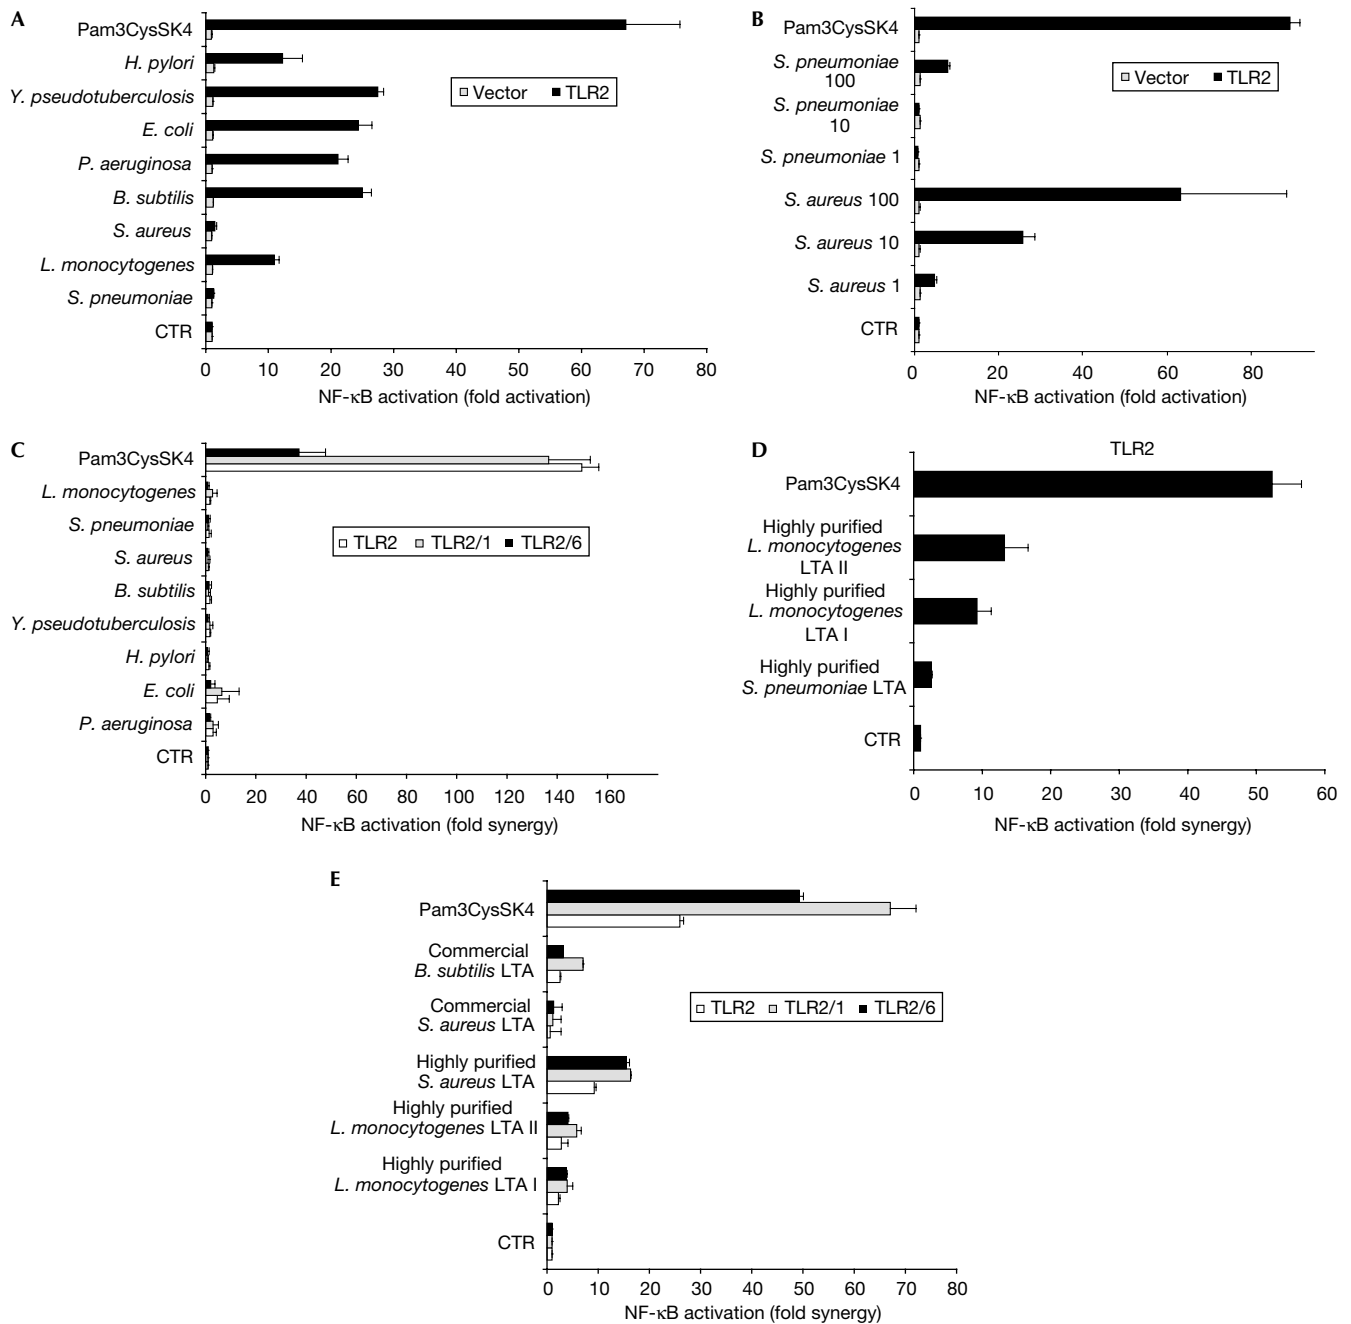 A
Pam3CysSK4
H. pylori
Y. pseudotuberculosis
E. coli
P. aeruginosa
B. subtilis
S. aureus
L. monocytogenes
S. pneumoniae
CTR
Vector TLR2
0 10 20 30 40 50 60 70 80
NF-κB activation (fold activation)
B
Pam3CysSK4
S. pneumoniae
100
S. pneumoniae
10
S. pneumoniae 1
S. aureus 100
S. aureus 10
S. aureus 1
CTR
Vector TLR2
0 20 40 60 80
NF-κB activation (fold activation)
C
Pam3CysSK4
L. monocytogenes
S. pneumoniae
S. aureus
B. subtilis
Y. pseudotuberculosis
H. pylori
E. coli
P. aeruginosa
CTR
TLR2 TLR2/1 TLR2/6
0 20 40 60 80 100 120 140 160
NF-κB activation (fold synergy)
D
TLR2
Pam3CysSK4
Highly purified
L. monocytogenes
LTA II
Highly purified
L. monocytogenes
LTA I
Highly purified
S. pneumoniae LTA
CTR
0 10 20 30 40 50 60
NF-κB activation (fold synergy)
E
Pam3CysSK4
Commercial
B. subtilis LTA
Commercial
S. aureus LTA
Highly purified
S. aureus LTA
Highly purified
L. monocytogenes LTA II
Highly purified
L. monocytogenes LTA I
CTR
TLR2 TLR2/1 TLR2/6
0 10 20 30 40 50 60 70 80
NF-κB activation (fold synergy)